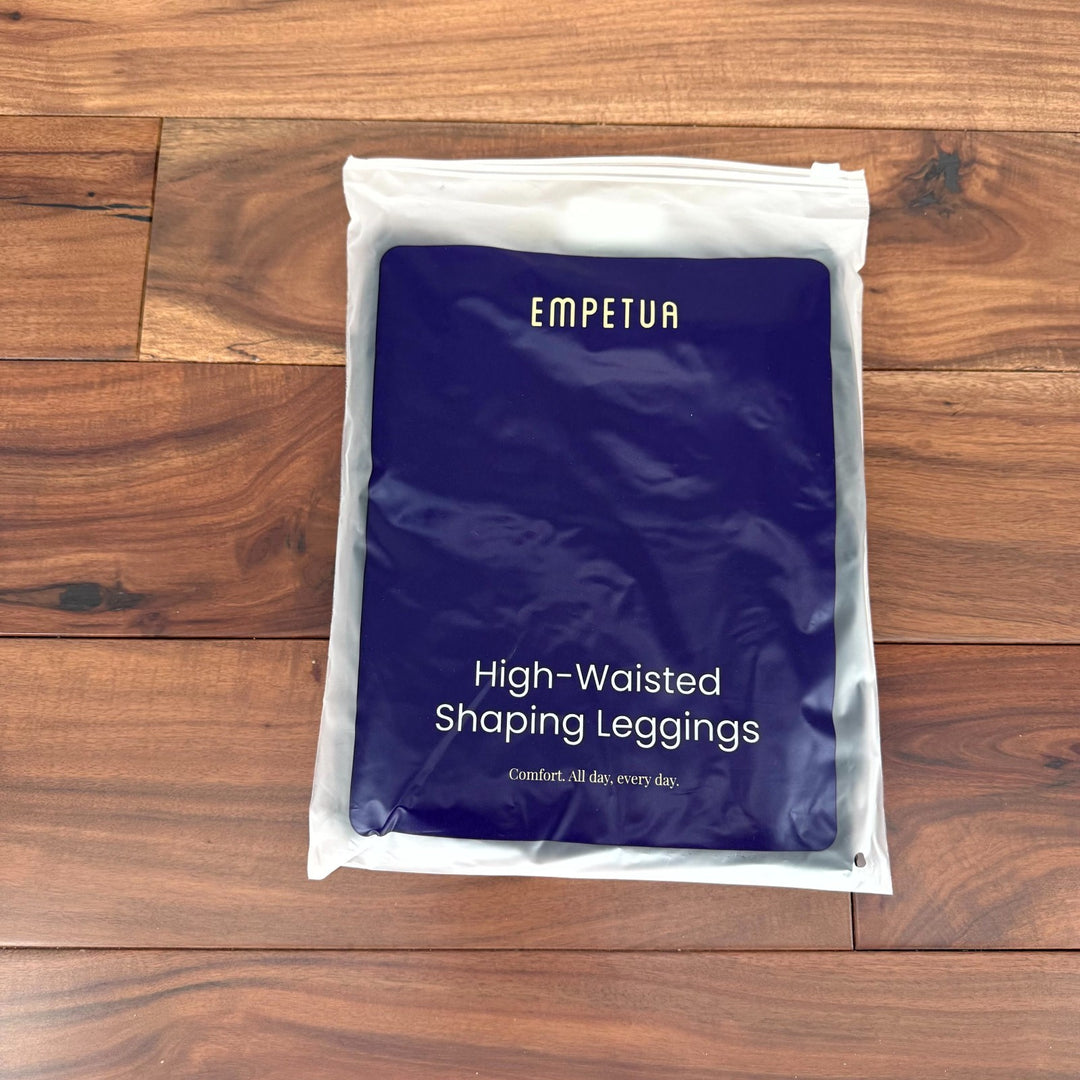 EMPETUA
High-Waisted
Shaping Leggings
Comfort. All day, every day.